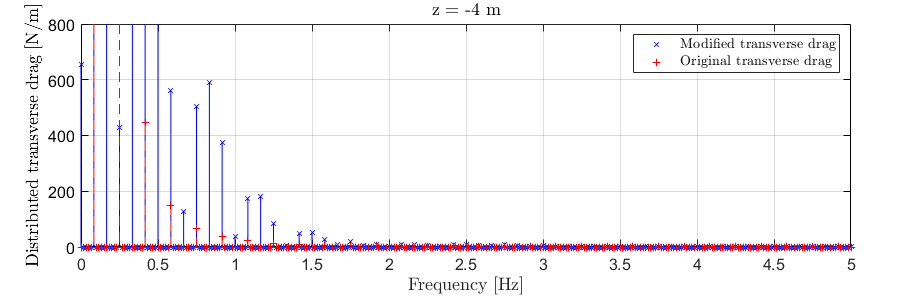 z = -4 m
Distributed transverse drag [N/m]
800
600
400
200
0
Modified transverse drag
Original transverse drag
0 0.5 1 1.5 2 2.5 3 3.5 4 4.5 5
Frequency [Hz]